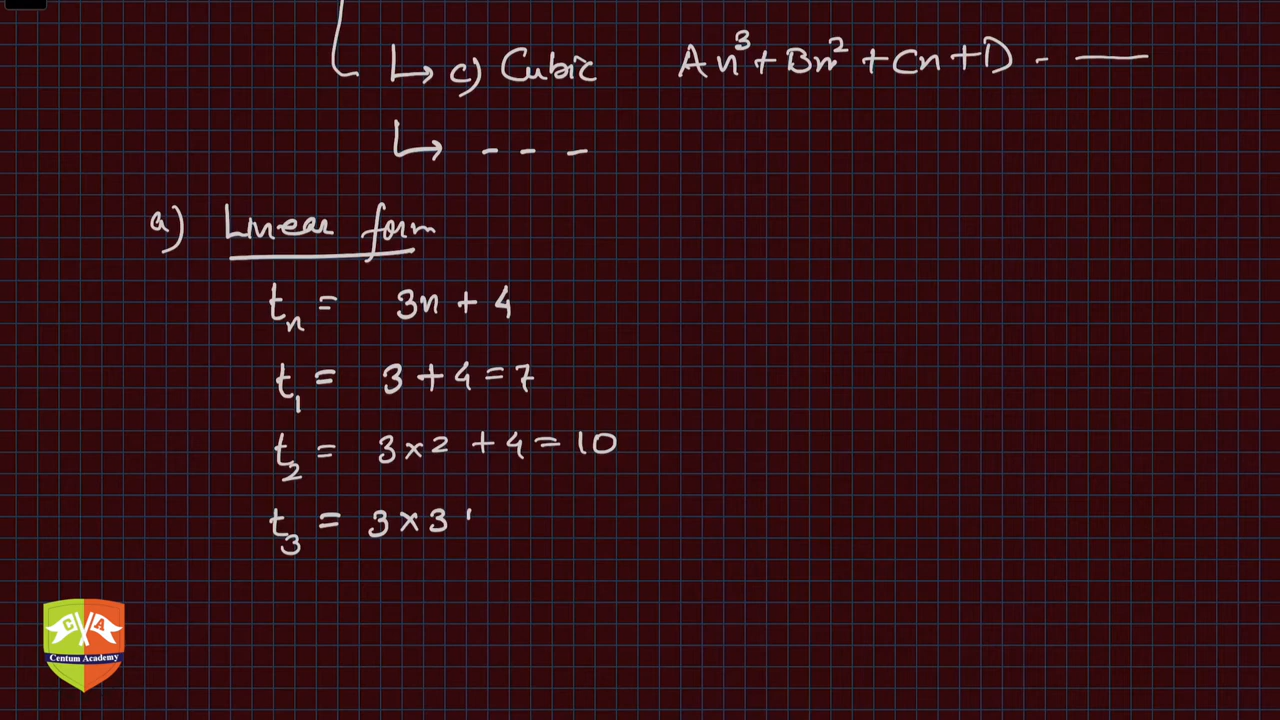 ↳ c) Cubic An³ + Bn² + Cn + D - —
↳ - - -
a) Linear form
tₙ = 3n + 4
t₁ = 3 + 4 = 7
t₂ = 3 × 2 + 4 = 10
t₃ = 3 × 3
C A
Centum Academy